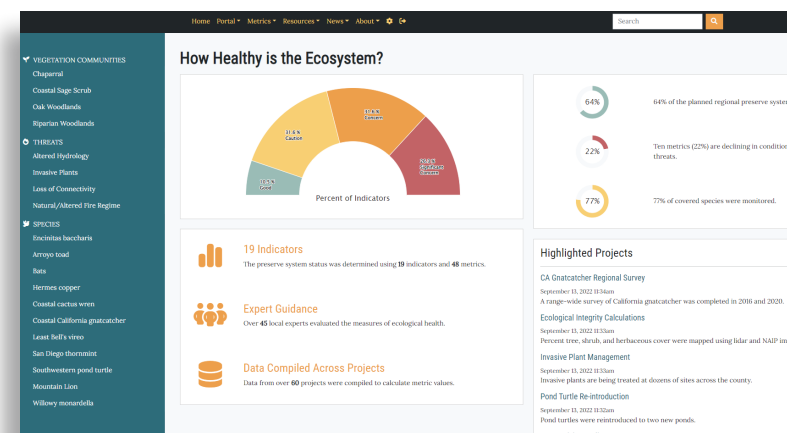 Home Portal Metrics Resources News About
Search
VEGETATION COMMUNITIES
Chaparral
Coastal Sage Scrub
Oak Woodlands
Riparian Woodlands
THREATS
Altered Hydrology
Invasive Plants
Loss of Connectivity
Natural/Altered Fire Regime
SPECIES
Encinitas baccharis
Arroyo toad
Bats
Hermes copper
Coastal cactus wren
Coastal California gnatcatcher
Least Bell's vireo
San Diego thornmint
Southwestern pond turtle
Mountain Lion
Willowy monardella
How Healthy is the Ecosystem?
31.6 %
Concern
31.6 %
Caution
Significant
Concern
Good
Percent of Indicators
19 Indicators
The preserve system status was determined using 19 indicators and 48 metrics.
Expert Guidance
Over 45 local experts evaluated the measures of ecological health.
Data Compiled Across Projects
Data from over 60 projects were compiled to calculate metric values.
64%
64% of the planned regional preserve system
22%
Ten metrics (22%) are declining in condition
threats.
77%
77% of covered species were monitored.
Highlighted Projects
CA Gnatcatcher Regional Survey
September 13, 2022 11:34am
A range-wide survey of California gnatcatcher was completed in 2016 and 2020.
Ecological Integrity Calculations
September 13, 2022 11:33am
Percent tree, shrub, and herbaceous cover were mapped using lidar and NAIP im
Invasive Plant Management
September 13, 2022 11:33am
Invasive plants are being treated at dozens of sites across the county.
Pond Turtle Re-introduction
September 13, 2022 11:32am
Pond turtles were reintroduced to two new ponds.